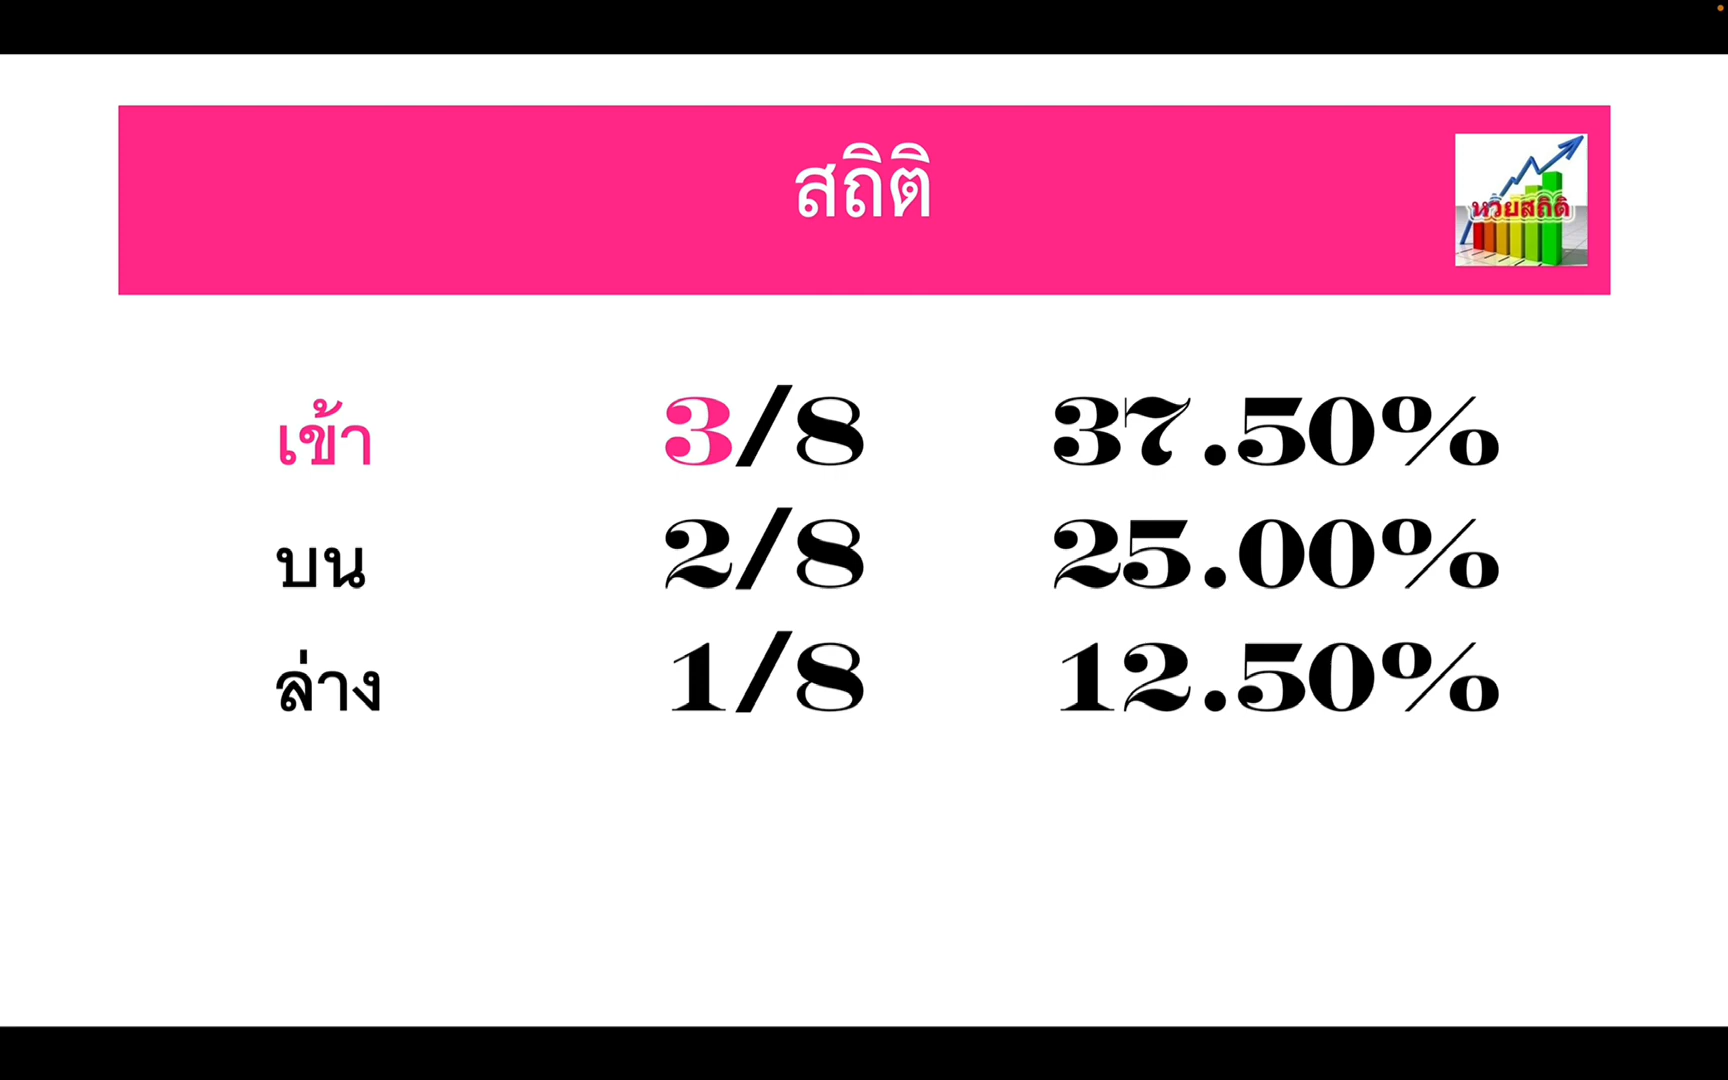 สถิติ
หวยสถิติ
เข้า 3/8 37.50%
บน 2/8 25.00%
ล่าง 1/8 12.50%